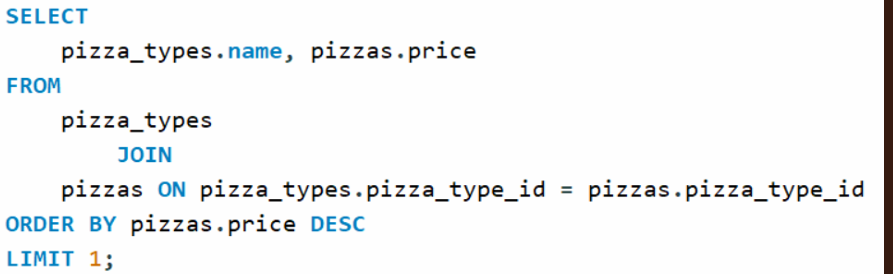 SELECT
    pizza_types.name, pizzas.price
FROM
    pizza_types
        JOIN
    pizzas ON pizza_types.pizza_type_id = pizzas.pizza_type_id
ORDER BY pizzas.price DESC
LIMIT 1;